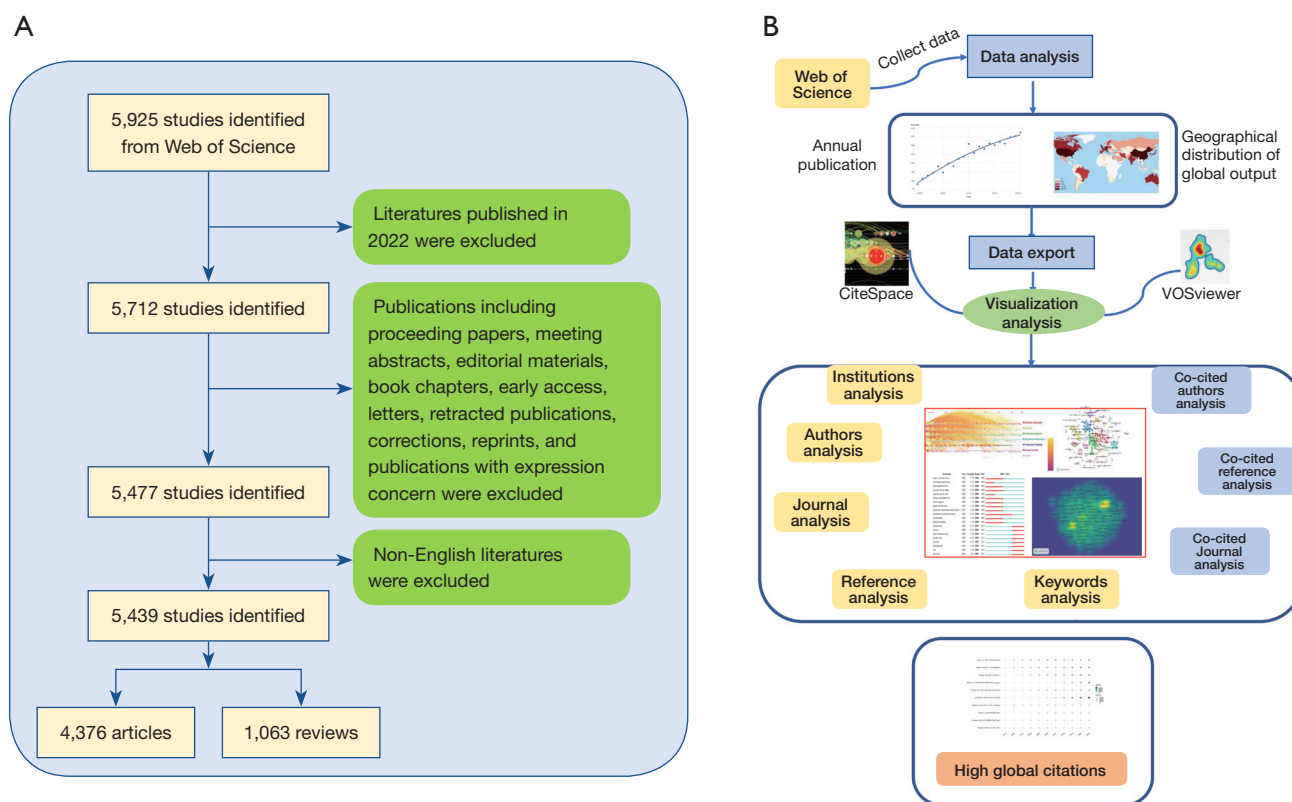 A
5,925 studies identified
from Web of Science
Literatures published in
2022 were excluded
5,712 studies identified
Publications including
proceeding papers, meeting
abstracts, editorial materials,
book chapters, early access,
letters, retracted publications,
corrections, reprints, and
publications with expression
concern were excluded
5,477 studies identified
Non-English literatures
were excluded
5,439 studies identified
4,376 articles
1,063 reviews
B
Web of
Science
Collect data
Data analysis
Annual
publication
Geographical
distribution of
global output
Data export
CiteSpace
VOSviewer
Visualization
analysis
Institutions
analysis
Co-cited
authors
analysis
Authors
analysis
Co-cited
reference
analysis
Journal
analysis
Co-cited
Journal
analysis
Reference
analysis
Keywords
analysis
High global citations